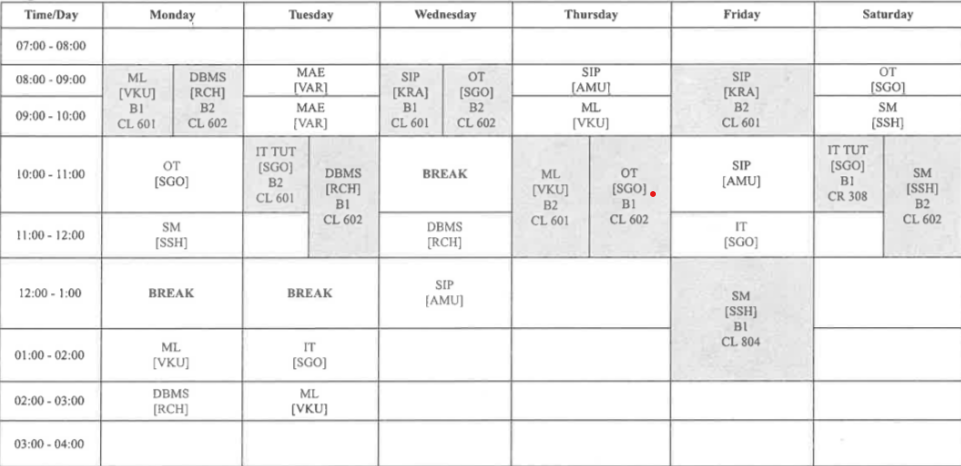 Time/Day Monday Tuesday Wednesday Thursday Friday Saturday
07:00 - 08:00
08:00 - 09:00
ML
[VKU]
B1
CL 601
DBMS
[RCH]
B2
CL 602
MAE
[VAR]
SIP
[KRA]
B1
CL 601
OT
[SGO]
B2
CL 602
SIP
[AMU]
SIP
[KRA]
B2
CL 601
OT
[SGO]
09:00 - 10:00
MAE
[VAR]
ML
[VKU]
SM
[SSH]
10:00 - 11:00
OT
[SGO]
IT TUT
[SGO]
B2
CL 601
DBMS
[RCH]
B1
CL 602
BREAK
ML
[VKU]
B2
CL 601
OT
[SGO]
B1
CL 602
SIP
[AMU]
IT TUT
[SGO]
B1
CR 308
SM
[SSH]
B2
CL 602
11:00 - 12:00
SM
[SSH]
DBMS
[RCH]
IT
[SGO]
12:00 - 1:00
BREAK
BREAK
SIP
[AMU]
SM
[SSH]
B1
CL 804
01:00 - 02:00
ML
[VKU]
IT
[SGO]
02:00 - 03:00
DBMS
[RCH]
ML
[VKU]
03:00 - 04:00